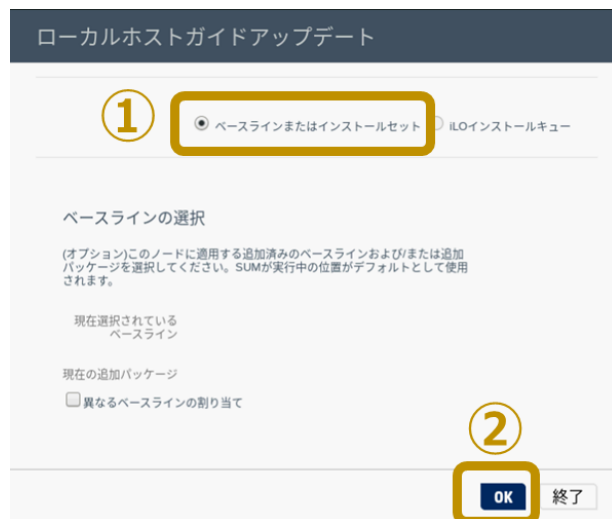 ローカルホストガイドアップデート
① ベースラインまたはインストールセット iLOインストールキュー
ベースラインの選択
(オプション)このノードに適用する追加済みのベースラインおよび/または追加
パッケージを選択してください。SUMが実行中の位置がデフォルトとして使用
されます。
現在選択されている
ベースライン
現在の追加パッケージ
異なるベースラインの割り当て
②
OK 終了